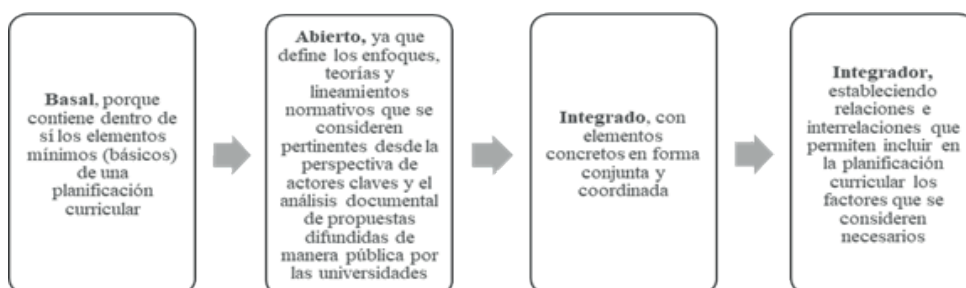 Basal, porque
contiene dentro de
sí los elementos
mínimos (básicos)
de una
planificación
curricular
Abierto, ya que
define los enfoques,
teorías y
lineamientos
normativos que se
consideren
pertinentes desde la
perspectiva de
actores claves y el
análisis documental
de propuestas
difundidas de
manera pública por
las universidades
Integrado, con
elementos
concretos en forma
conjunta y
coordinada
Integrador,
estableciendo
relaciones e
interrelaciones que
permiten incluir en
la planificación
curricular los
factores que se
consideren
necesarios